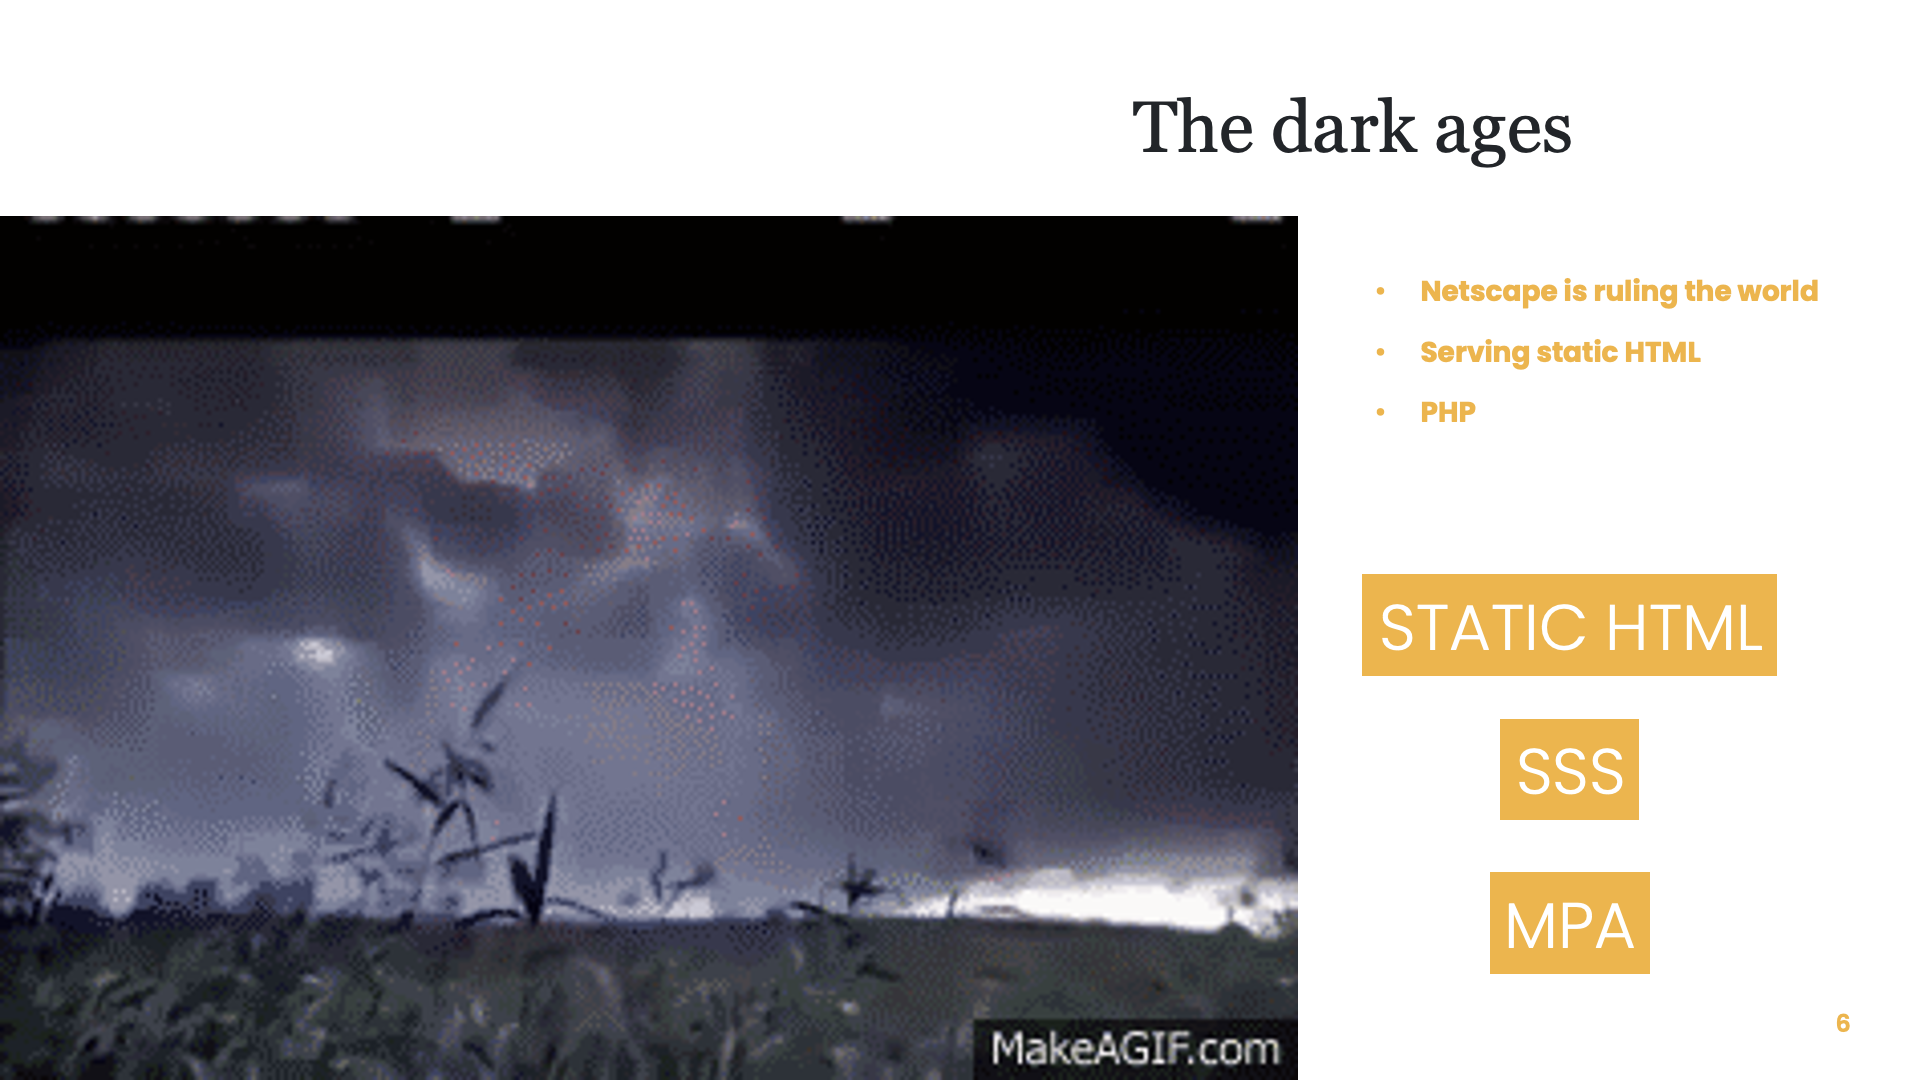 The dark ages
• Netscape is ruling the world
• Serving static HTML
• PHP
STATIC HTML
SSS
MPA
MakeAGIF.com
6